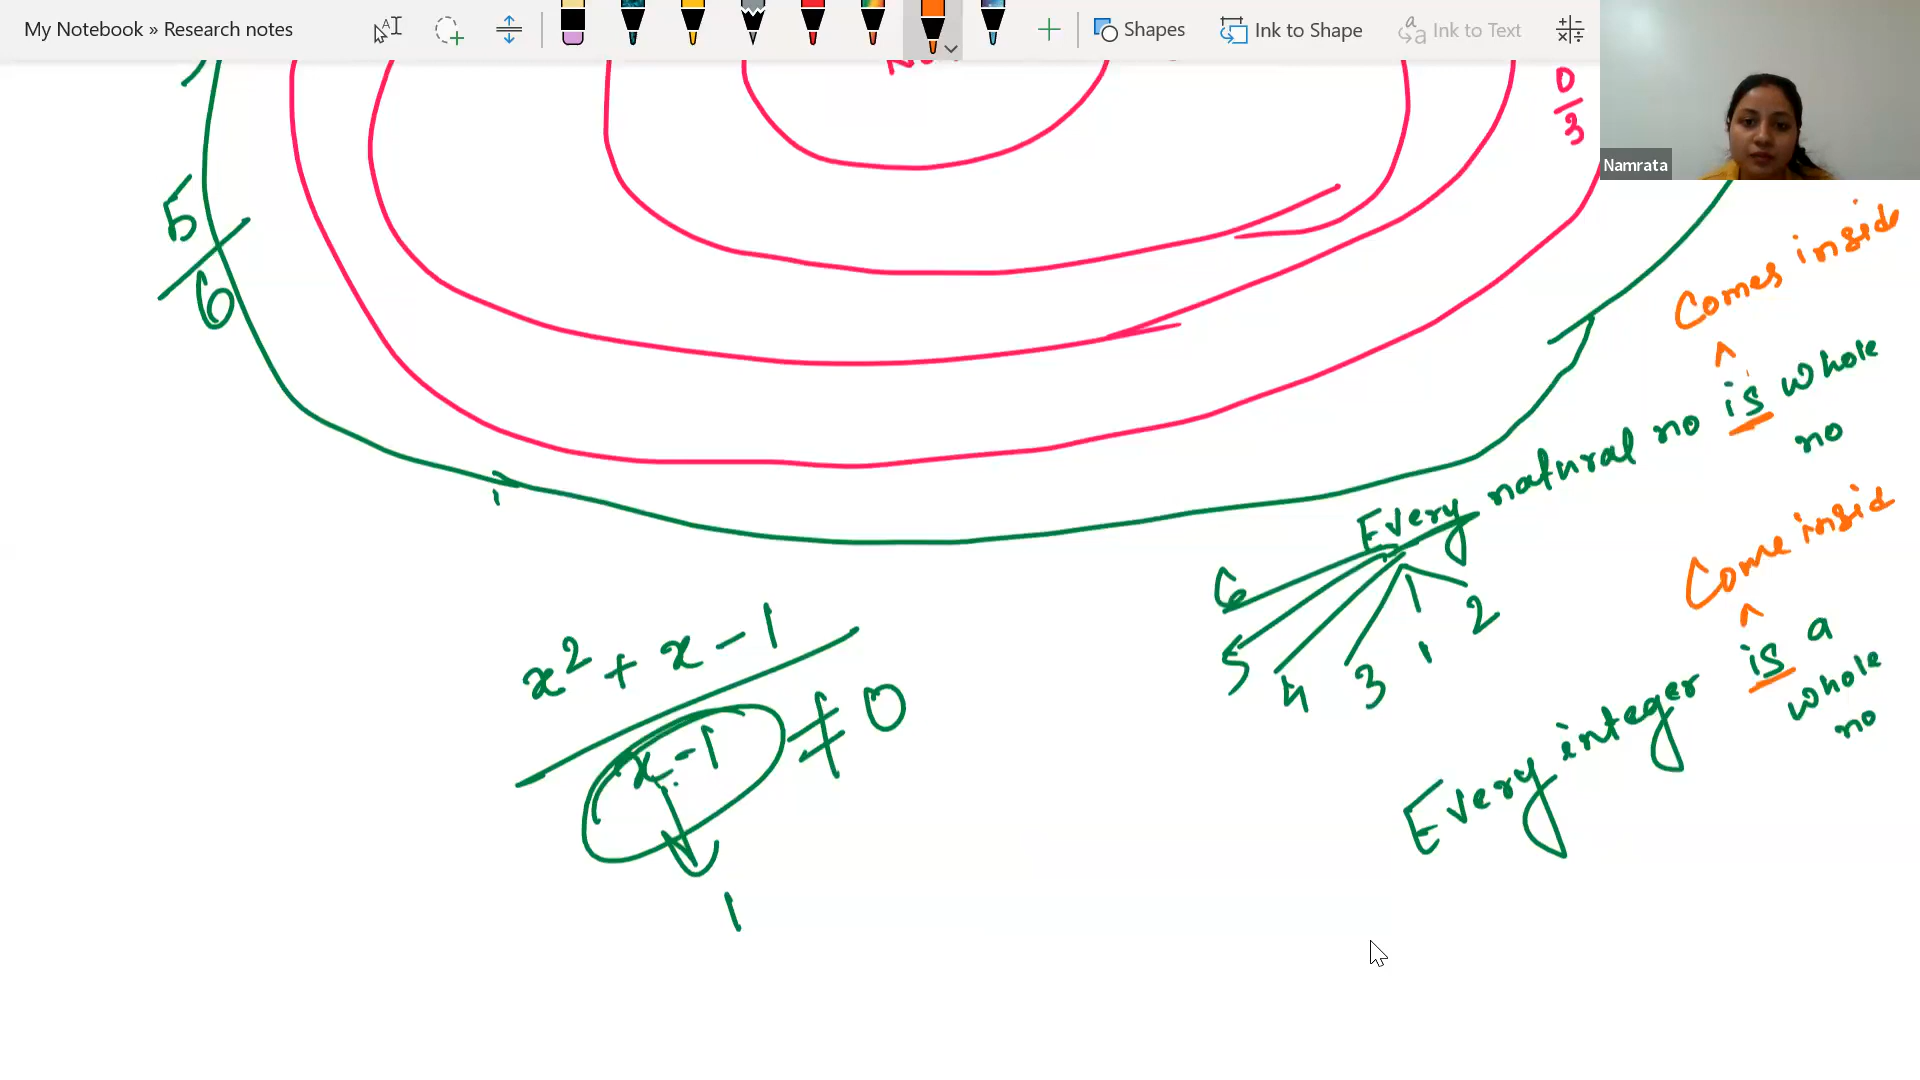 My Notebook » Research notes
Shapes
Ink to Shape
Ink to Text
Namrata
0
3
5
6
Comes inside
^
Every natural no is whole
no
6
5
4
3
1
2
Come insid
^
Every integer is a
whole
no
x² + x - 1
x - 1 ≠ 0
1